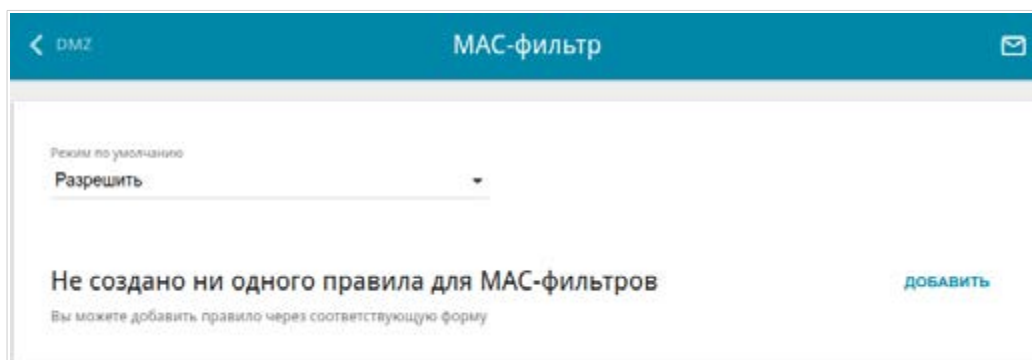 DMZ
MAC-фильтр
Режим по умолчанию
Разрешить
Не создано ни одного правила для MAC-фильтров
ДОБАВИТЬ
Вы можете добавить правило через соответствующую форму